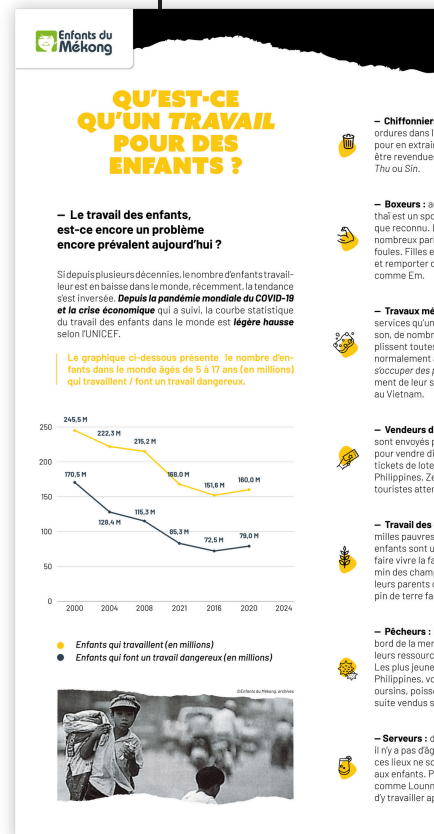 Enfants du
Mékong
QU'EST-CE
QU'UN TRAVAIL
POUR DES
ENFANTS ?
— Le travail des enfants,
est-ce encore un problème
encore prévalent aujourd'hui ?
Si depuis plusieurs décennies, le nombre d'enfants travail-
leur est en baisse dans le monde, récemment, la tendance
s'est inversée. Depuis la pandémie mondiale du COVID-19
et la crise économique qui a suivi, la courbe statistique
du travail des enfants dans le monde est légère hausse
selon l'UNICEF.
Le graphique ci-dessous présente le nombre d'en-
fants dans le monde âgés de 5 à 17 ans (en millions)
qui travaillent / font un travail dangereux.
245,5 M
250
222,3 M
215,2 M
200
170,5 M
168,0 M
151,6 M
160,0 M
150
128,4 M
115,3 M
100
85,3 M
72,5 M
79,0 M
50
0
2000 2004 2008 2021 2016 2020 2024
Enfants qui travaillent (en millions)
Enfants qui font un travail dangereux (en millions)
©Enfants du Mékong, archives
— Chiffonniers
ordures dans l
pour en extrai
être revendue
Thu ou Sin.
— Boxeurs : a
thaï est un spo
que reconnu. 
nombreux pari
foules. Filles e
et remporter d
comme Em.
— Travaux mé
services qu'un
son, de nombr
plissent toutes
normalement
s'occuper des p
ment de leur s
au Vietnam.
— Vendeurs d
sont envoyés p
pour vendre di
tickets de lote
Philippines, Zé
touristes atter
— Travail des
milles pauvres
enfants sont u
faire vivre la fa
min des champ
leurs parents
pin de terre fa
— Pêcheurs :
bord de la mer
leurs ressourc
Les plus jeune
Philippines, vo
oursins, poiss
suite vendus s
— Serveurs : d
il n'y a pas d'âg
ces lieux ne so
aux enfants. P
comme Lounn
d'y travailler ap